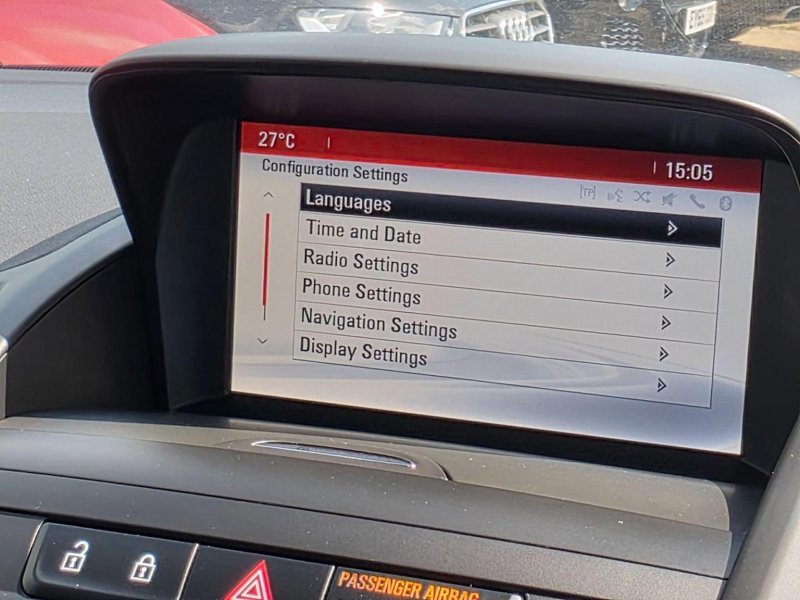 27°C
15:05
Configuration Settings
[TP]
Languages
Time and Date
Radio Settings
Phone Settings
Navigation Settings
Display Settings
PASSENGER AIRBAG